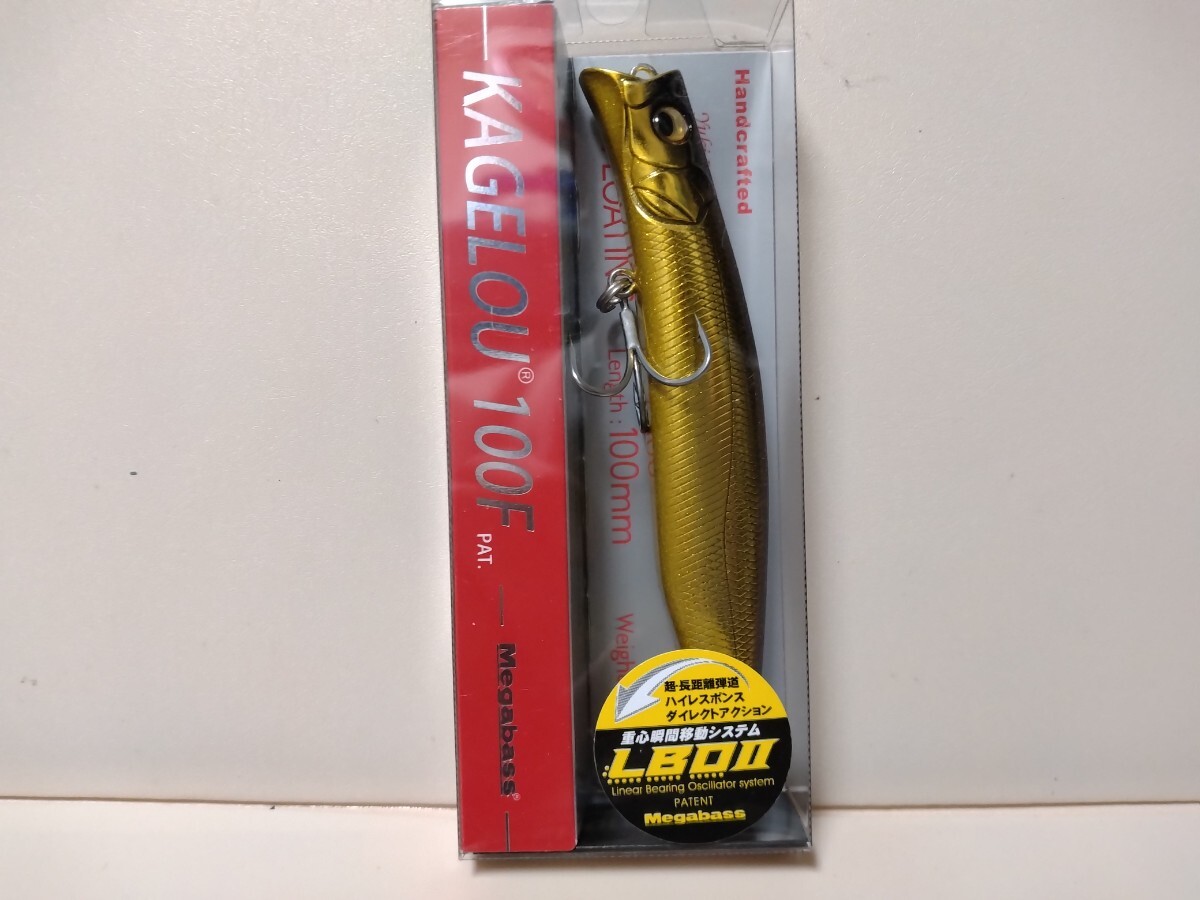 KAGELOU® 100F PAT.
Megabass®
Handcrafted
Length : 100mm
超・長距離弾道
ハイレスポンス
ダイレクトアクション
重心瞬間移動システム
LBOII
Linear Bearing Oscillator system
PATENT
Megabass